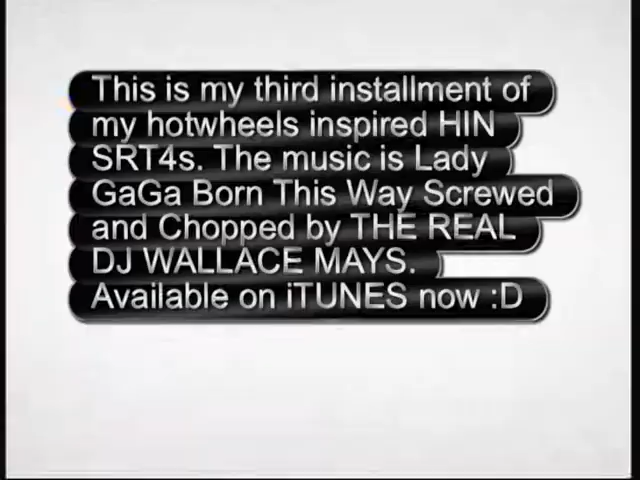 This is my third installment of
my hotwheels inspired HIN
SRT4s. The music is Lady
GaGa Born This Way Screwed
and Chopped by THE REAL
DJ WALLACE MAYS.
Available on iTUNES now :D